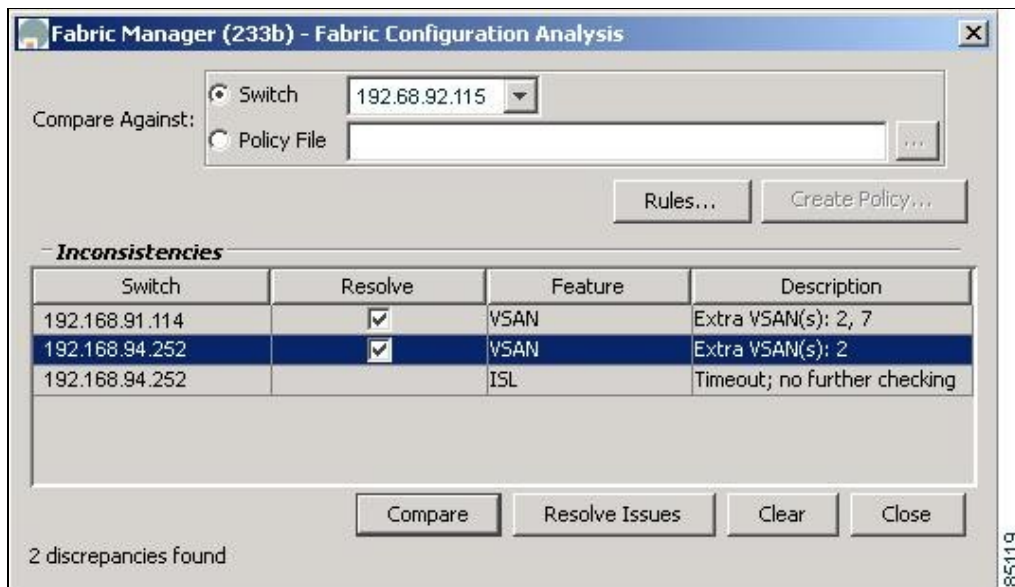 Fabric Manager (233b) - Fabric Configuration Analysis
Compare Against:
Switch 192.68.92.115
Policy File ...
Rules... Create Policy...
Inconsistencies
Switch Resolve Feature Description
192.168.91.114 VSAN Extra VSAN(s): 2, 7
192.168.94.252 VSAN Extra VSAN(s): 2
192.168.94.252 ISL Timeout; no further checking
Compare Resolve Issues Clear Close
2 discrepancies found
85119